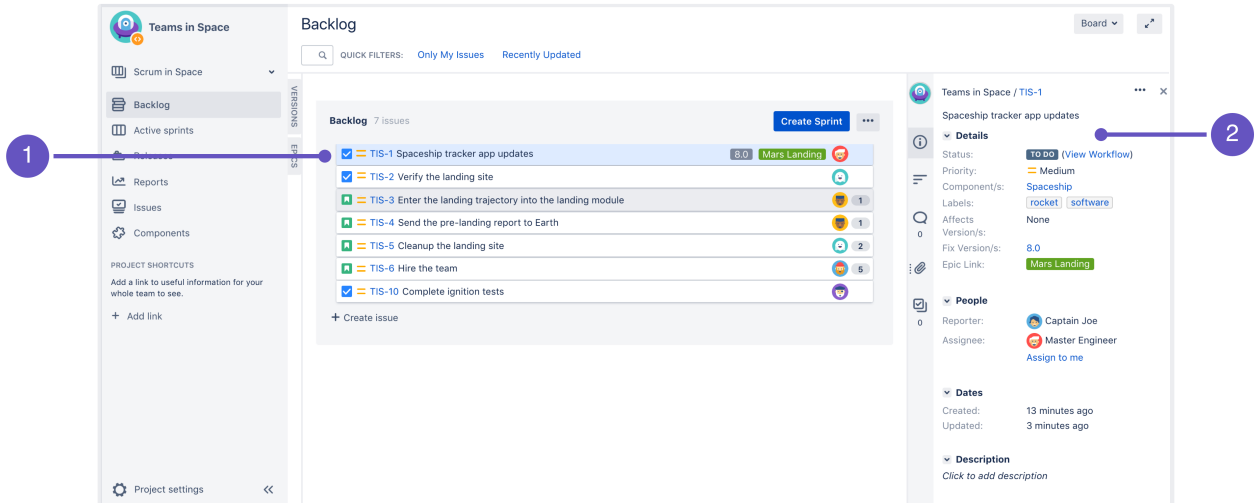 Teams in Space
Scrum in Space
Backlog
Active sprints
Releases
Reports
Issues
Components
PROJECT SHORTCUTS
Add a link to useful information for your
whole team to see.
+ Add link
Project settings
Backlog
Board
QUICK FILTERS: Only My Issues Recently Updated
VERSIONS
EPICS
Backlog 7 issues
Create Sprint
1
TIS-1 Spaceship tracker app updates 8.0 Mars Landing
TIS-2 Verify the landing site
TIS-3 Enter the landing trajectory into the landing module 1
TIS-4 Send the pre-landing report to Earth 1
TIS-5 Cleanup the landing site 2
TIS-6 Hire the team 5
TIS-10 Complete ignition tests
+ Create issue
0
0
Teams in Space / TIS-1
Spaceship tracker app updates
2
Details
Status: TO DO (View Workflow)
Priority: Medium
Component/s: Spaceship
Labels: rocket software
Affects None
Version/s:
Fix Version/s: 8.0
Epic Link: Mars Landing
People
Reporter: Captain Joe
Assignee: Master Engineer
Assign to me
Dates
Created: 13 minutes ago
Updated: 3 minutes ago
Description
Click to add description